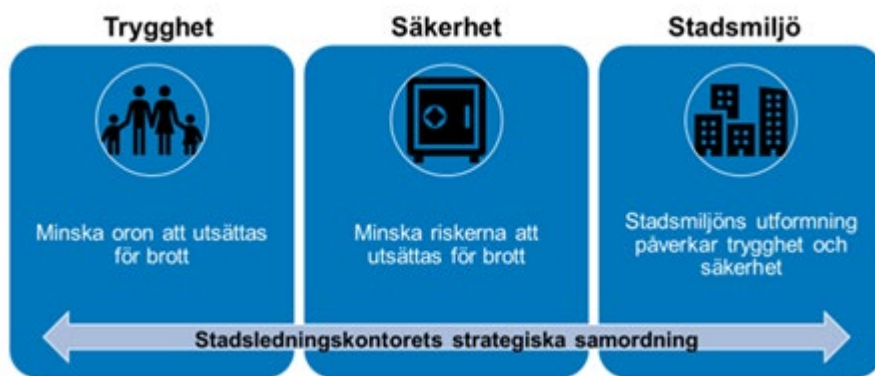 Trygghet
Minska oron att utsättas
för brott
Säkerhet
Minska riskerna att
utsättas för brott
Stadsmiljö
Stadsmiljöns utformning
påverkar trygghet och
säkerhet
Stadsledningskontorets strategiska samordning